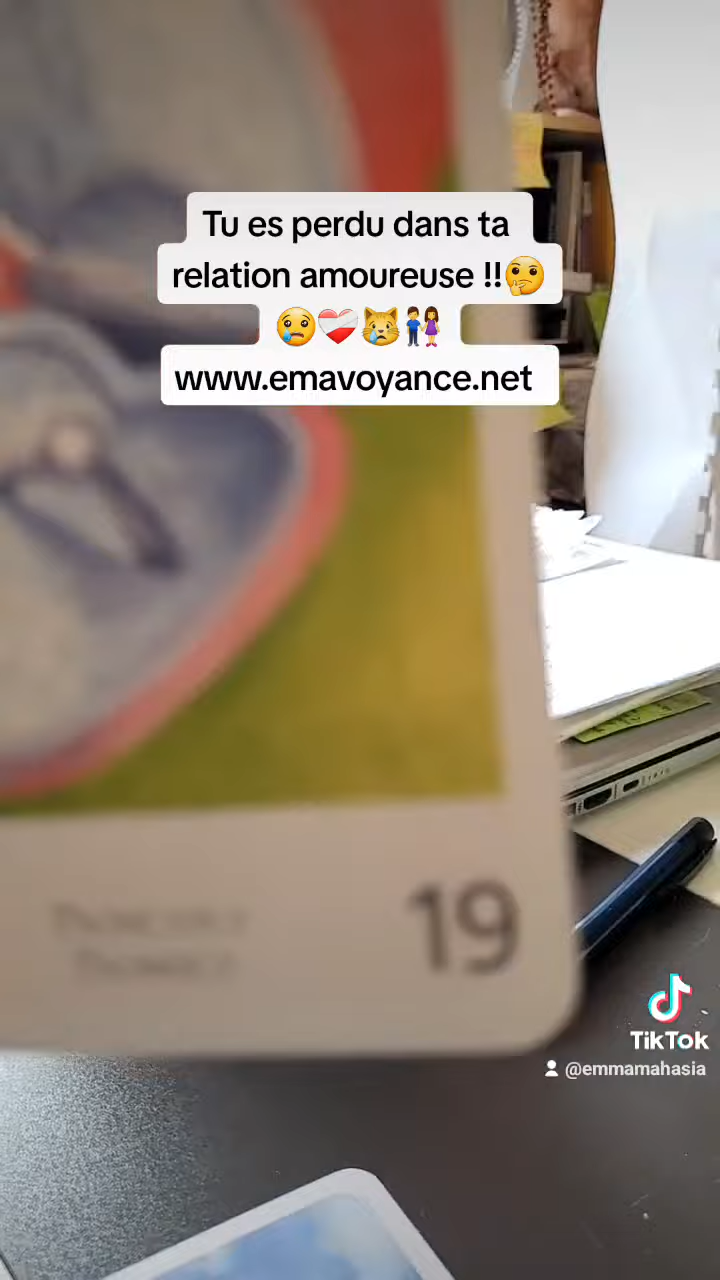 Tu es perdu dans ta
relation amoureuse !!🤔
😢❤️‍🩹😿👫
www.emavoyance.net
19
TikTok
@emmamahasia